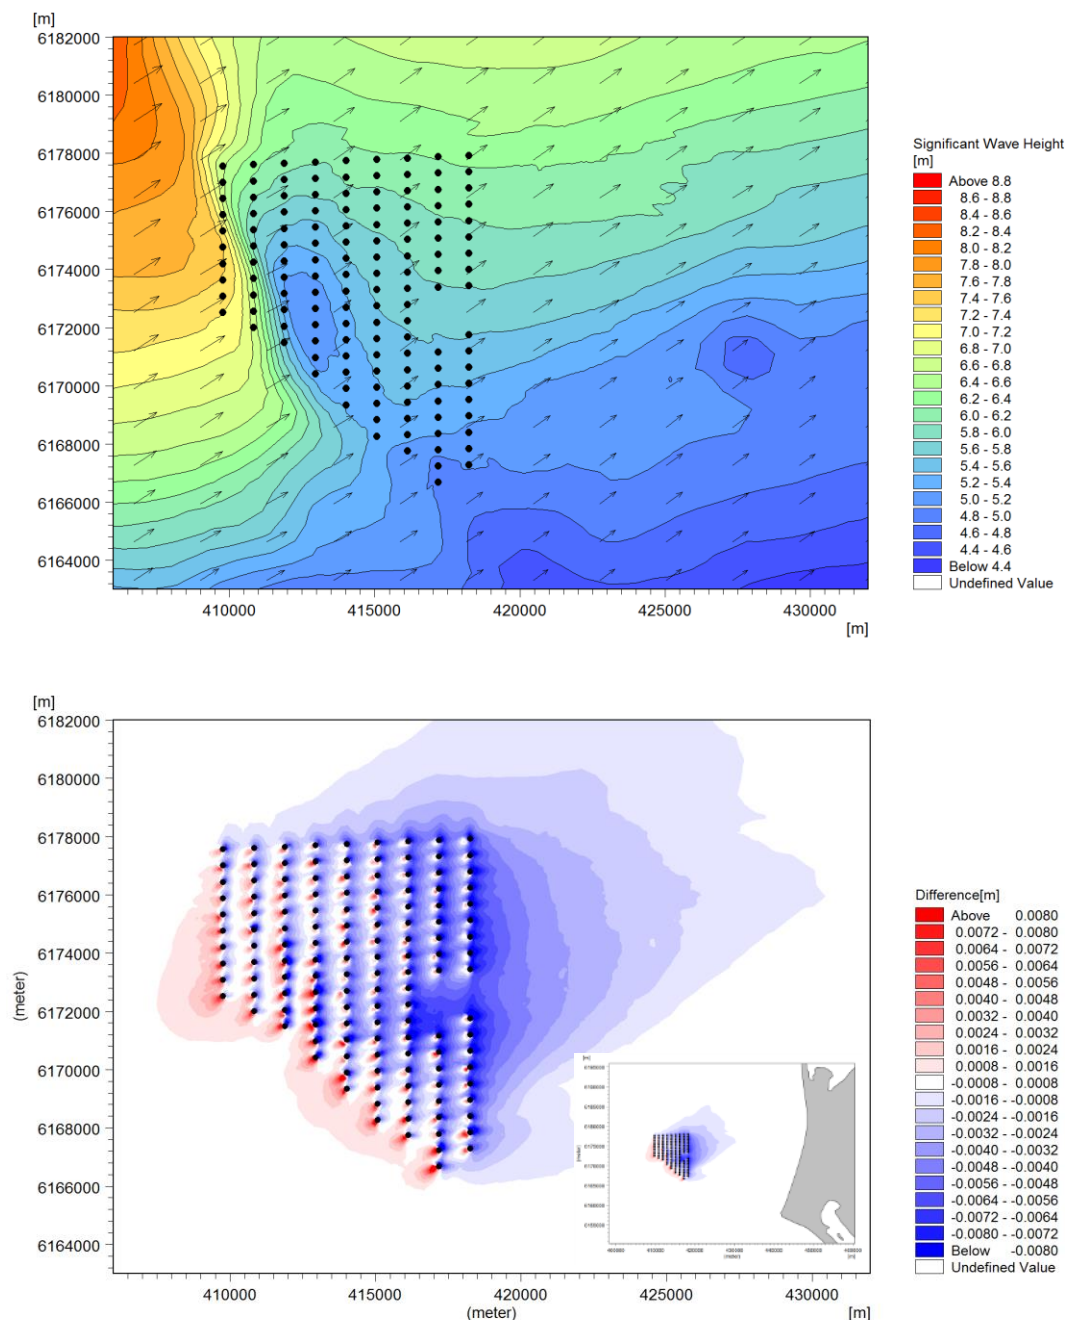 [m]
6182000
6180000
6178000
6176000
6174000
6172000
6170000
6168000
6166000
6164000
410000 415000 420000 425000 430000
[m]
Significant Wave Height
[m]
Above 8.8
8.6 - 8.8
8.4 - 8.6
8.2 - 8.4
8.0 - 8.2
7.8 - 8.0
7.6 - 7.8
7.4 - 7.6
7.2 - 7.4
7.0 - 7.2
6.8 - 7.0
6.6 - 6.8
6.4 - 6.6
6.2 - 6.4
6.0 - 6.2
5.8 - 6.0
5.6 - 5.8
5.4 - 5.6
5.2 - 5.4
5.0 - 5.2
4.8 - 5.0
4.6 - 4.8
4.4 - 4.6
Below 4.4
Undefined Value
[m]
6182000
6180000
6178000
6176000
6174000
6172000
6170000
6168000
6166000
6164000
(meter)
410000 415000 420000 425000 430000
(meter) [m]
Difference[m]
Above 0.0080
0.0072 - 0.0080
0.0064 - 0.0072
0.0056 - 0.0064
0.0048 - 0.0056
0.0040 - 0.0048
0.0032 - 0.0040
0.0024 - 0.0032
0.0016 - 0.0024
0.0008 - 0.0016
-0.0008 - 0.0008
-0.0016 - -0.0008
-0.0024 - -0.0016
-0.0032 - -0.0024
-0.0040 - -0.0032
-0.0048 - -0.0040
-0.0056 - -0.0048
-0.0064 - -0.0056
-0.0072 - -0.0064
-0.0080 - -0.0072
Below -0.0080
Undefined Value
[m]
(meter)
(meter) [m]